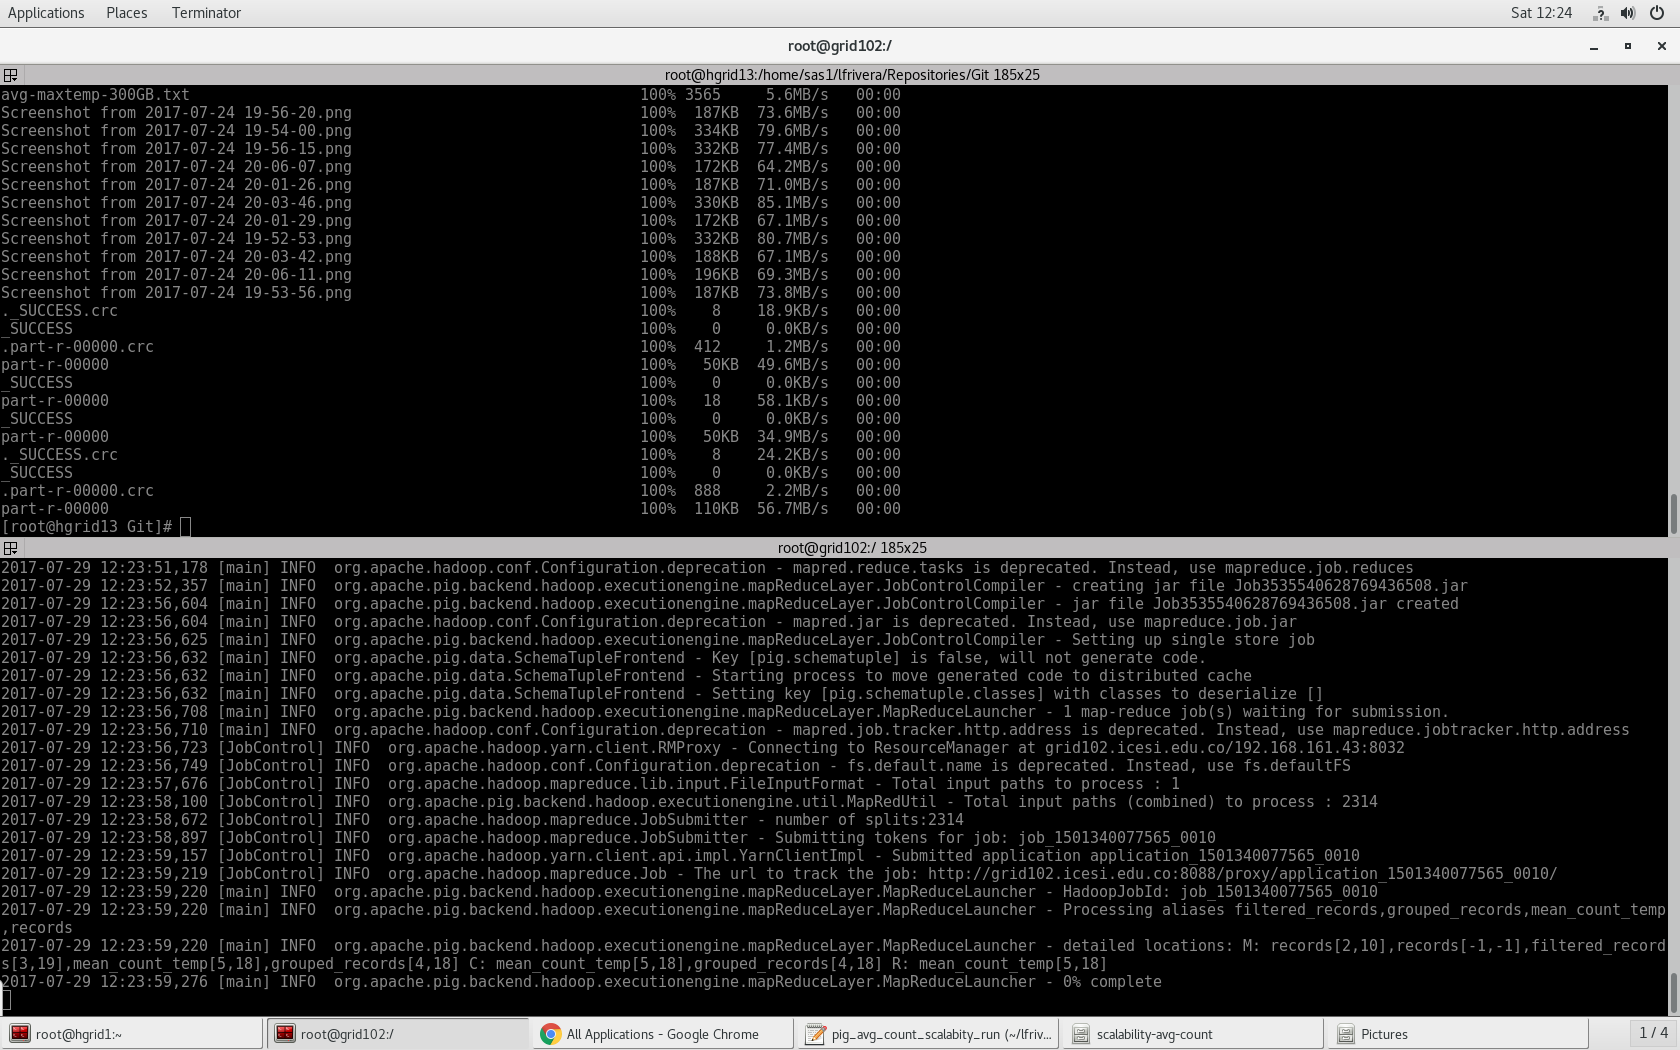 Applications Places Terminator Sat 12:24
root@grid102:/
root@hgrid13:/home/sas1/lfrivera/Repositories/Git 185x25
avg-maxtemp-300GB.txt 100% 3565 5.6MB/s 00:00
Screenshot from 2017-07-24 19-56-20.png 100% 187KB 73.6MB/s 00:00
Screenshot from 2017-07-24 19-54-00.png 100% 334KB 79.6MB/s 00:00
Screenshot from 2017-07-24 19-56-15.png 100% 332KB 77.4MB/s 00:00
Screenshot from 2017-07-24 20-06-07.png 100% 172KB 64.2MB/s 00:00
Screenshot from 2017-07-24 20-01-26.png 100% 187KB 71.0MB/s 00:00
Screenshot from 2017-07-24 20-03-46.png 100% 330KB 85.1MB/s 00:00
Screenshot from 2017-07-24 20-01-29.png 100% 172KB 67.1MB/s 00:00
Screenshot from 2017-07-24 19-52-53.png 100% 332KB 80.7MB/s 00:00
Screenshot from 2017-07-24 20-03-42.png 100% 188KB 67.1MB/s 00:00
Screenshot from 2017-07-24 20-06-11.png 100% 196KB 69.3MB/s 00:00
Screenshot from 2017-07-24 19-53-56.png 100% 187KB 73.8MB/s 00:00
._SUCCESS.crc 100% 8 18.9KB/s 00:00
_SUCCESS 100% 0 0.0KB/s 00:00
.part-r-00000.crc 100% 412 1.2MB/s 00:00
part-r-00000 100% 50KB 49.6MB/s 00:00
_SUCCESS 100% 0 0.0KB/s 00:00
part-r-00000 100% 18 58.1KB/s 00:00
_SUCCESS 100% 0 0.0KB/s 00:00
part-r-00000 100% 50KB 34.9MB/s 00:00
._SUCCESS.crc 100% 8 24.2KB/s 00:00
_SUCCESS 100% 0 0.0KB/s 00:00
.part-r-00000.crc 100% 888 2.2MB/s 00:00
part-r-00000 100% 110KB 56.7MB/s 00:00
[root@hgrid13 Git]#
root@grid102:/ 185x25
2017-07-29 12:23:51,178 [main] INFO org.apache.hadoop.conf.Configuration.deprecation - mapred.reduce.tasks is deprecated. Instead, use mapreduce.job.reduces
2017-07-29 12:23:52,357 [main] INFO org.apache.pig.backend.hadoop.executionengine.mapReduceLayer.JobControlCompiler - creating jar file Job3535540628769436508.jar
2017-07-29 12:23:56,604 [main] INFO org.apache.pig.backend.hadoop.executionengine.mapReduceLayer.JobControlCompiler - jar file Job3535540628769436508.jar created
2017-07-29 12:23:56,604 [main] INFO org.apache.hadoop.conf.Configuration.deprecation - mapred.jar is deprecated. Instead, use mapreduce.job.jar
2017-07-29 12:23:56,625 [main] INFO org.apache.pig.backend.hadoop.executionengine.mapReduceLayer.JobControlCompiler - Setting up single store job
2017-07-29 12:23:56,632 [main] INFO org.apache.pig.data.SchemaTupleFrontend - Key [pig.schematuple] is false, will not generate code.
2017-07-29 12:23:56,632 [main] INFO org.apache.pig.data.SchemaTupleFrontend - Starting process to move generated code to distributed cache
2017-07-29 12:23:56,632 [main] INFO org.apache.pig.data.SchemaTupleFrontend - Setting key [pig.schematuple.classes] with classes to deserialize []
2017-07-29 12:23:56,708 [main] INFO org.apache.pig.backend.hadoop.executionengine.mapReduceLayer.MapReduceLauncher - 1 map-reduce job(s) waiting for submission.
2017-07-29 12:23:56,710 [main] INFO org.apache.hadoop.conf.Configuration.deprecation - mapred.job.tracker.http.address is deprecated. Instead, use mapreduce.jobtracker.http.address
2017-07-29 12:23:56,723 [JobControl] INFO org.apache.hadoop.yarn.client.RMProxy - Connecting to ResourceManager at grid102.icesi.edu.co/192.168.161.43:8032
2017-07-29 12:23:56,749 [JobControl] INFO org.apache.hadoop.conf.Configuration.deprecation - fs.default.name is deprecated. Instead, use fs.defaultFS
2017-07-29 12:23:57,676 [JobControl] INFO org.apache.hadoop.mapreduce.lib.input.FileInputFormat - Total input paths to process : 1
2017-07-29 12:23:58,100 [JobControl] INFO org.apache.pig.backend.hadoop.executionengine.util.MapRedUtil - Total input paths (combined) to process : 2314
2017-07-29 12:23:58,672 [JobControl] INFO org.apache.hadoop.mapreduce.JobSubmitter - number of splits:2314
2017-07-29 12:23:58,897 [JobControl] INFO org.apache.hadoop.mapreduce.JobSubmitter - Submitting tokens for job: job_1501340077565_0010
2017-07-29 12:23:59,157 [JobControl] INFO org.apache.hadoop.yarn.client.api.impl.YarnClientImpl - Submitted application application_1501340077565_0010
2017-07-29 12:23:59,219 [JobControl] INFO org.apache.hadoop.mapreduce.Job - The url to track the job: http://grid102.icesi.edu.co:8088/proxy/application_1501340077565_0010/
2017-07-29 12:23:59,220 [main] INFO org.apache.pig.backend.hadoop.executionengine.mapReduceLayer.MapReduceLauncher - HadoopJobId: job_1501340077565_0010
2017-07-29 12:23:59,220 [main] INFO org.apache.pig.backend.hadoop.executionengine.mapReduceLayer.MapReduceLauncher - Processing aliases filtered_records,grouped_records,mean_count_temp
,records
2017-07-29 12:23:59,220 [main] INFO org.apache.pig.backend.hadoop.executionengine.mapReduceLayer.MapReduceLauncher - detailed locations: M: records[2,10],records[-1,-1],filtered_record
s[3,19],mean_count_temp[5,18],grouped_records[4,18] C: mean_count_temp[5,18],grouped_records[4,18] R: mean_count_temp[5,18]
2017-07-29 12:23:59,276 [main] INFO org.apache.pig.backend.hadoop.executionengine.mapReduceLayer.MapReduceLauncher - 0% complete
root@hgrid1:~ root@grid102:/ All Applications - Google Chrome pig_avg_count_scalabity_run (~/lfriv... scalability-avg-count Pictures 1 / 4